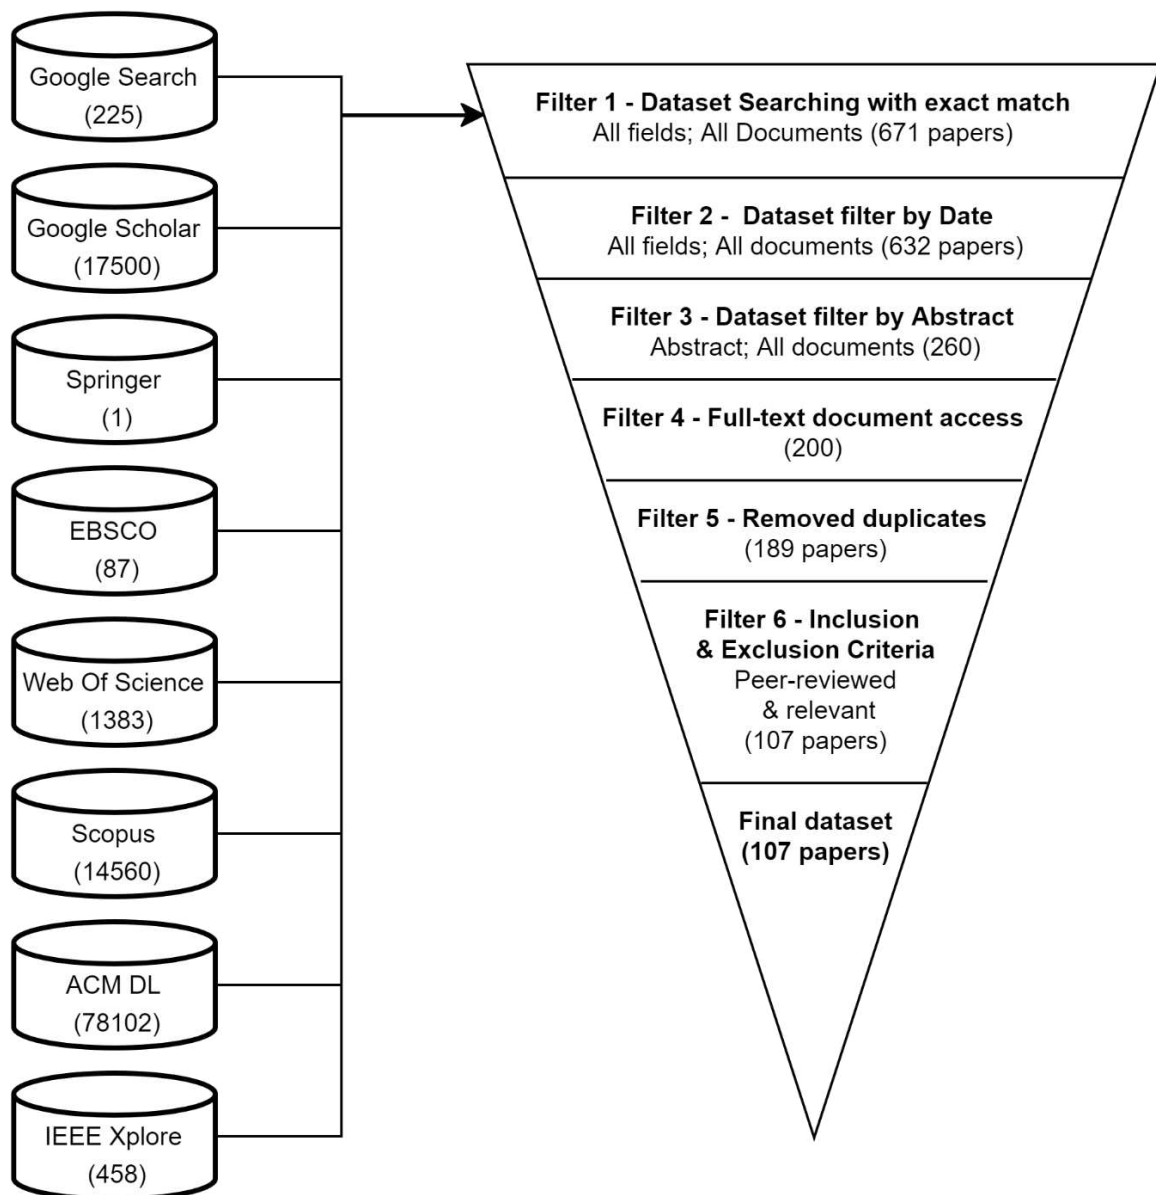 Google Search
(225)
Google Scholar
(17500)
Springer
(1)
EBSCO
(87)
Web Of Science
(1383)
Scopus
(14560)
ACM DL
(78102)
IEEE Xplore
(458)
Filter 1 - Dataset Searching with exact match
All fields; All Documents (671 papers)
Filter 2 - Dataset filter by Date
All fields; All documents (632 papers)
Filter 3 - Dataset filter by Abstract
Abstract; All documents (260)
Filter 4 - Full-text document access
(200)
Filter 5 - Removed duplicates
(189 papers)
Filter 6 - Inclusion
& Exclusion Criteria
Peer-reviewed
& relevant
(107 papers)
Final dataset
(107 papers)